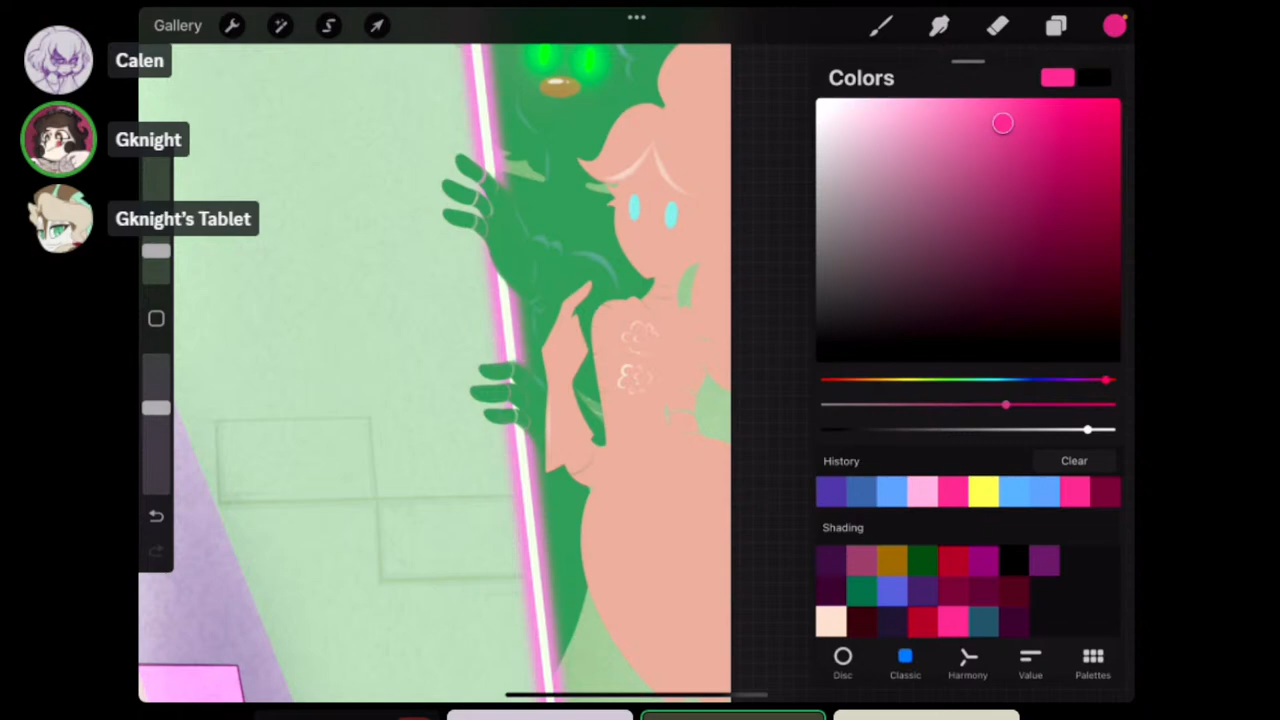 Gallery
Calen
Gknight
Gknight's Tablet
Colors
History
Clear
Shading
Disc
Classic
Harmony
Value
Palettes